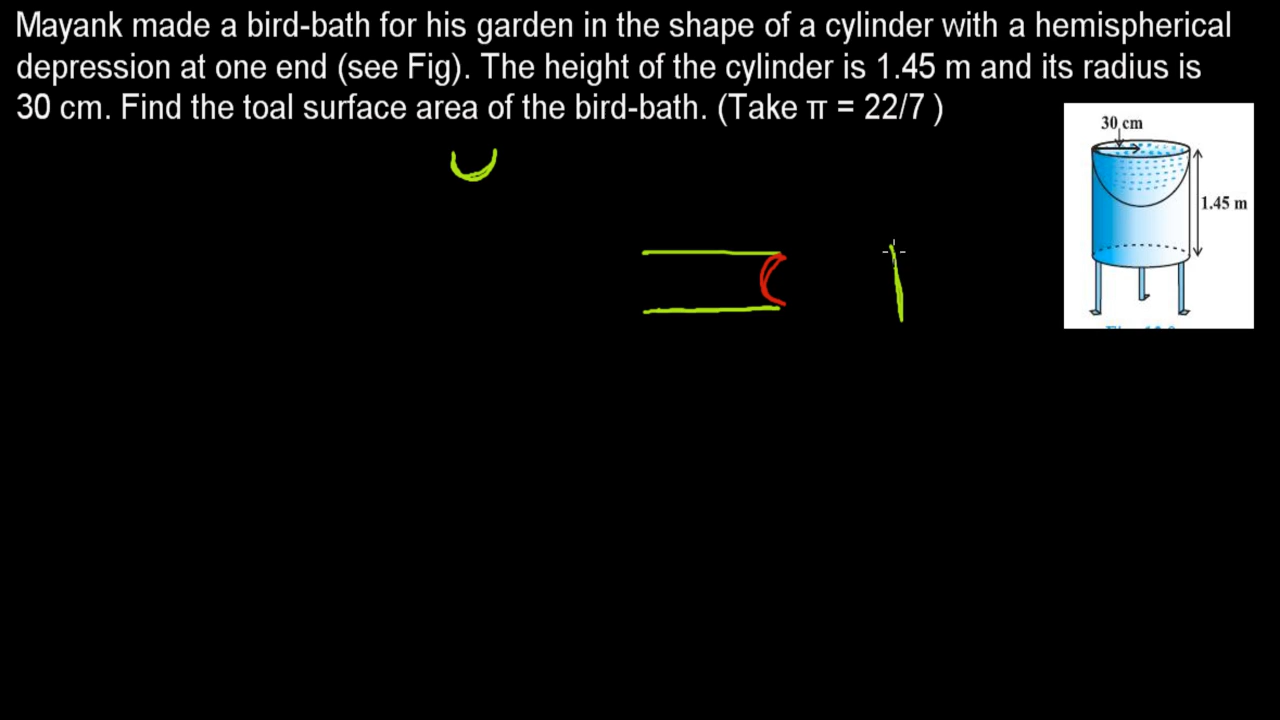 Mayank made a bird-bath for his garden in the shape of a cylinder with a hemispherical
depression at one end (see Fig). The height of the cylinder is 1.45 m and its radius is
30 cm. Find the toal surface area of the bird-bath. (Take π = 22/7 )
30 cm
1.45 m